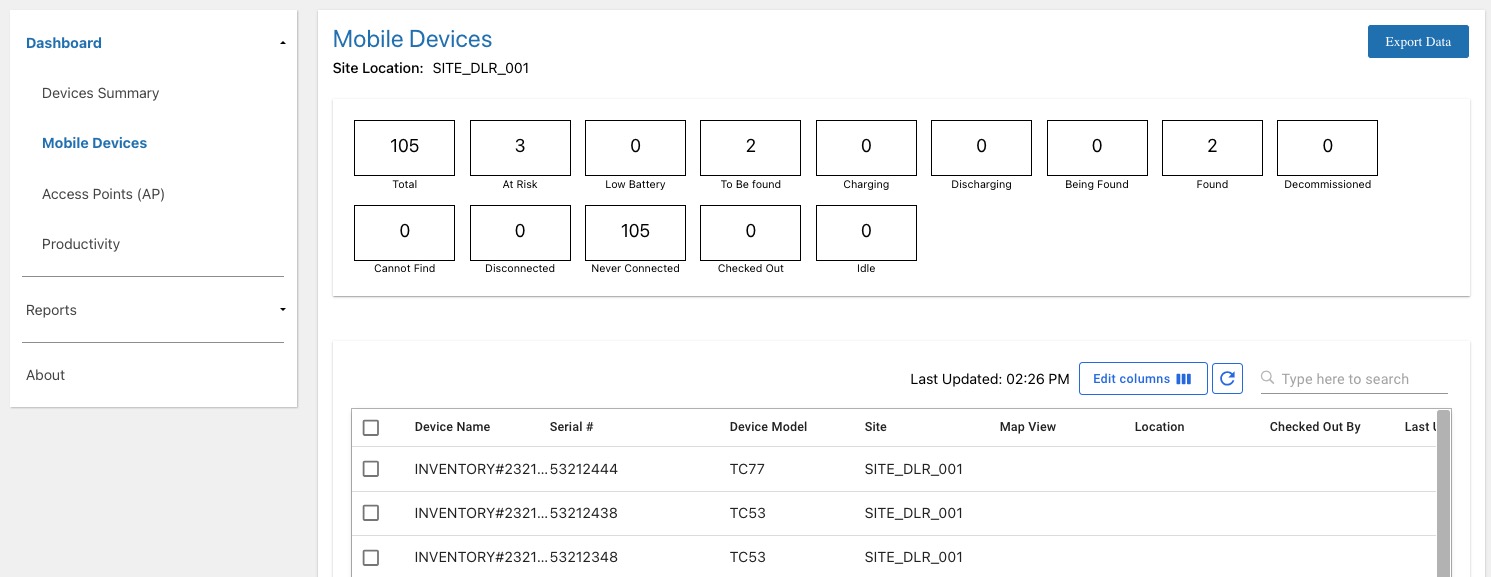 Dashboard
Devices Summary
Mobile Devices
Access Points (AP)
Productivity
Reports
About
Mobile Devices
Export Data
Site Location: SITE_DLR_001
105 3 0 2 0 0 0 2 0
Total At Risk Low Battery To Be found Charging Discharging Being Found Found Decommissioned
0 0 105 0 0
Cannot Find Disconnected Never Connected Checked Out Idle
Last Updated: 02:26 PM Edit columns Type here to search
Device Name Serial # Device Model Site Map View Location Checked Out By Last
INVENTORY#2321... 53212444 TC77 SITE_DLR_001
INVENTORY#2321... 53212438 TC53 SITE_DLR_001
INVENTORY#2321... 53212348 TC53 SITE_DLR_001